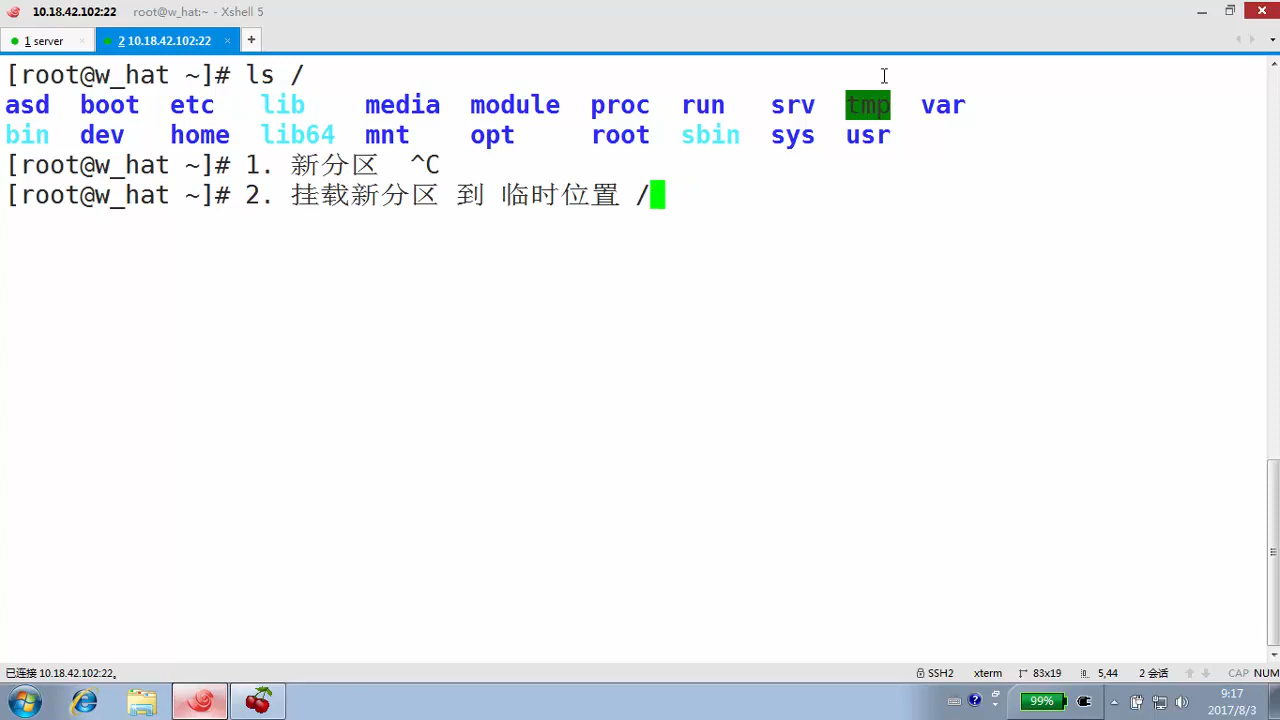 10.18.42.102:22 root@w_hat:~ - Xshell 5
1 server × 2 10.18.42.102:22 × +
[root@w_hat ~]# ls /
asd boot etc lib media module proc run srv tmp var
bin dev home lib64 mnt opt root sbin sys usr
[root@w_hat ~]# 1. 新分区 ^C
[root@w_hat ~]# 2. 挂载新分区 到 临时位置 /
已连接 10.18.42.102:22。 SSH2 xterm 83x19 5,44 2 会话 CAP NUM
99% 9:17
2017/8/3